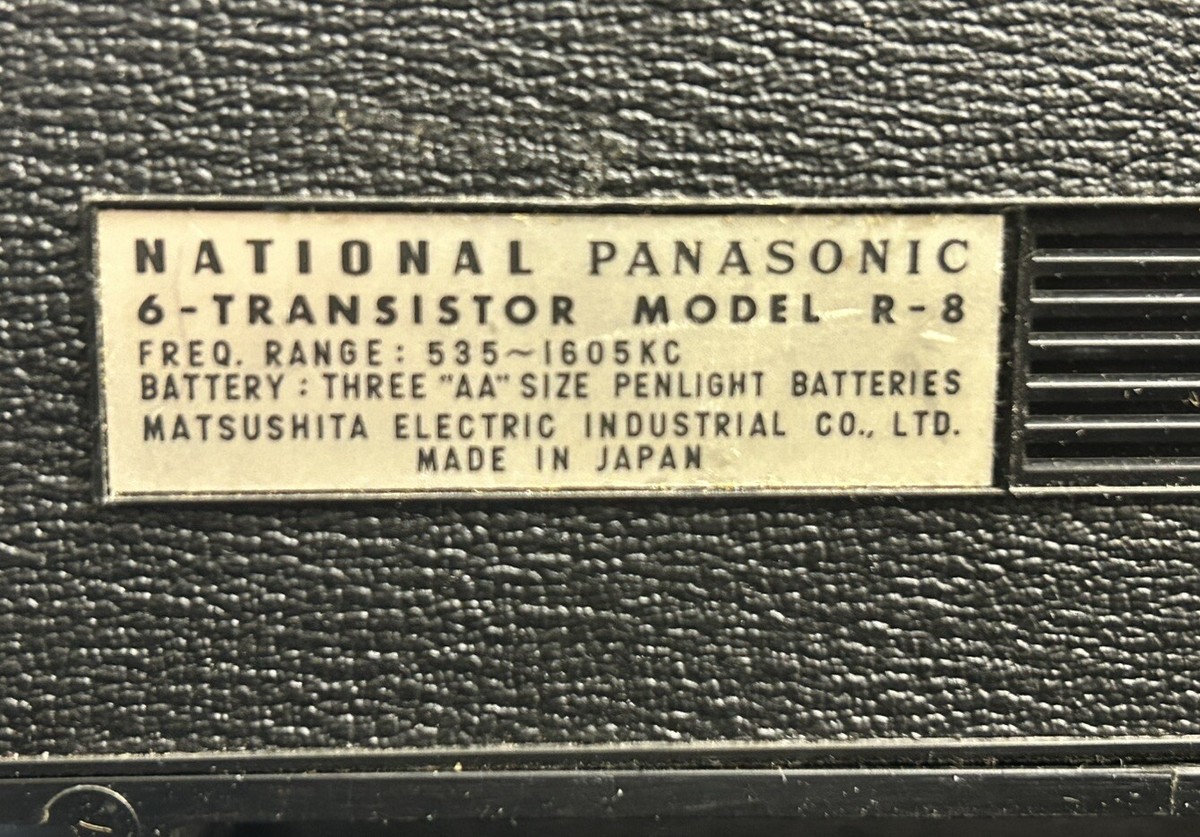 NATIONAL PANASONIC
6-TRANSISTOR MODEL R-8
FREQ. RANGE: 535~1605KC
BATTERY: THREE "AA" SIZE PENLIGHT BATTERIES
MATSUSHITA ELECTRIC INDUSTRIAL CO., LTD.
MADE IN JAPAN